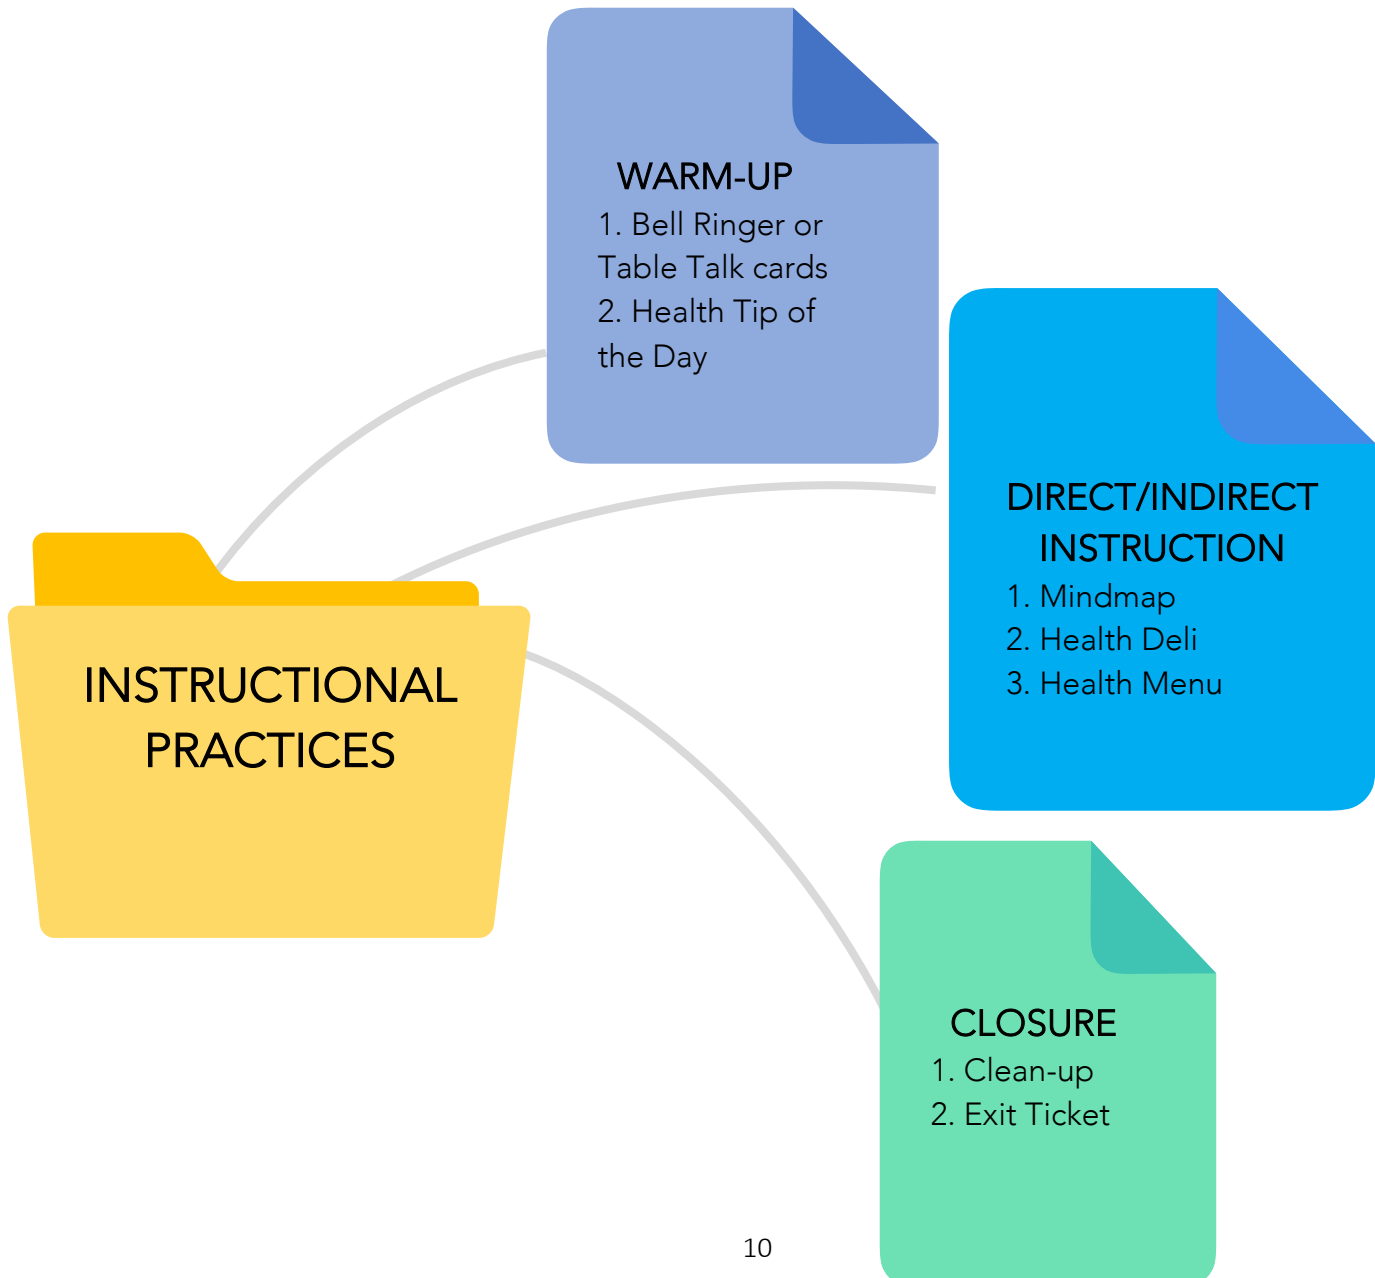 WARM-UP
1. Bell Ringer or
Table Talk cards
2. Health Tip of
the Day
DIRECT/INDIRECT
INSTRUCTION
1. Mindmap
2. Health Deli
3. Health Menu
INSTRUCTIONAL
PRACTICES
CLOSURE
1. Clean-up
2. Exit Ticket
10